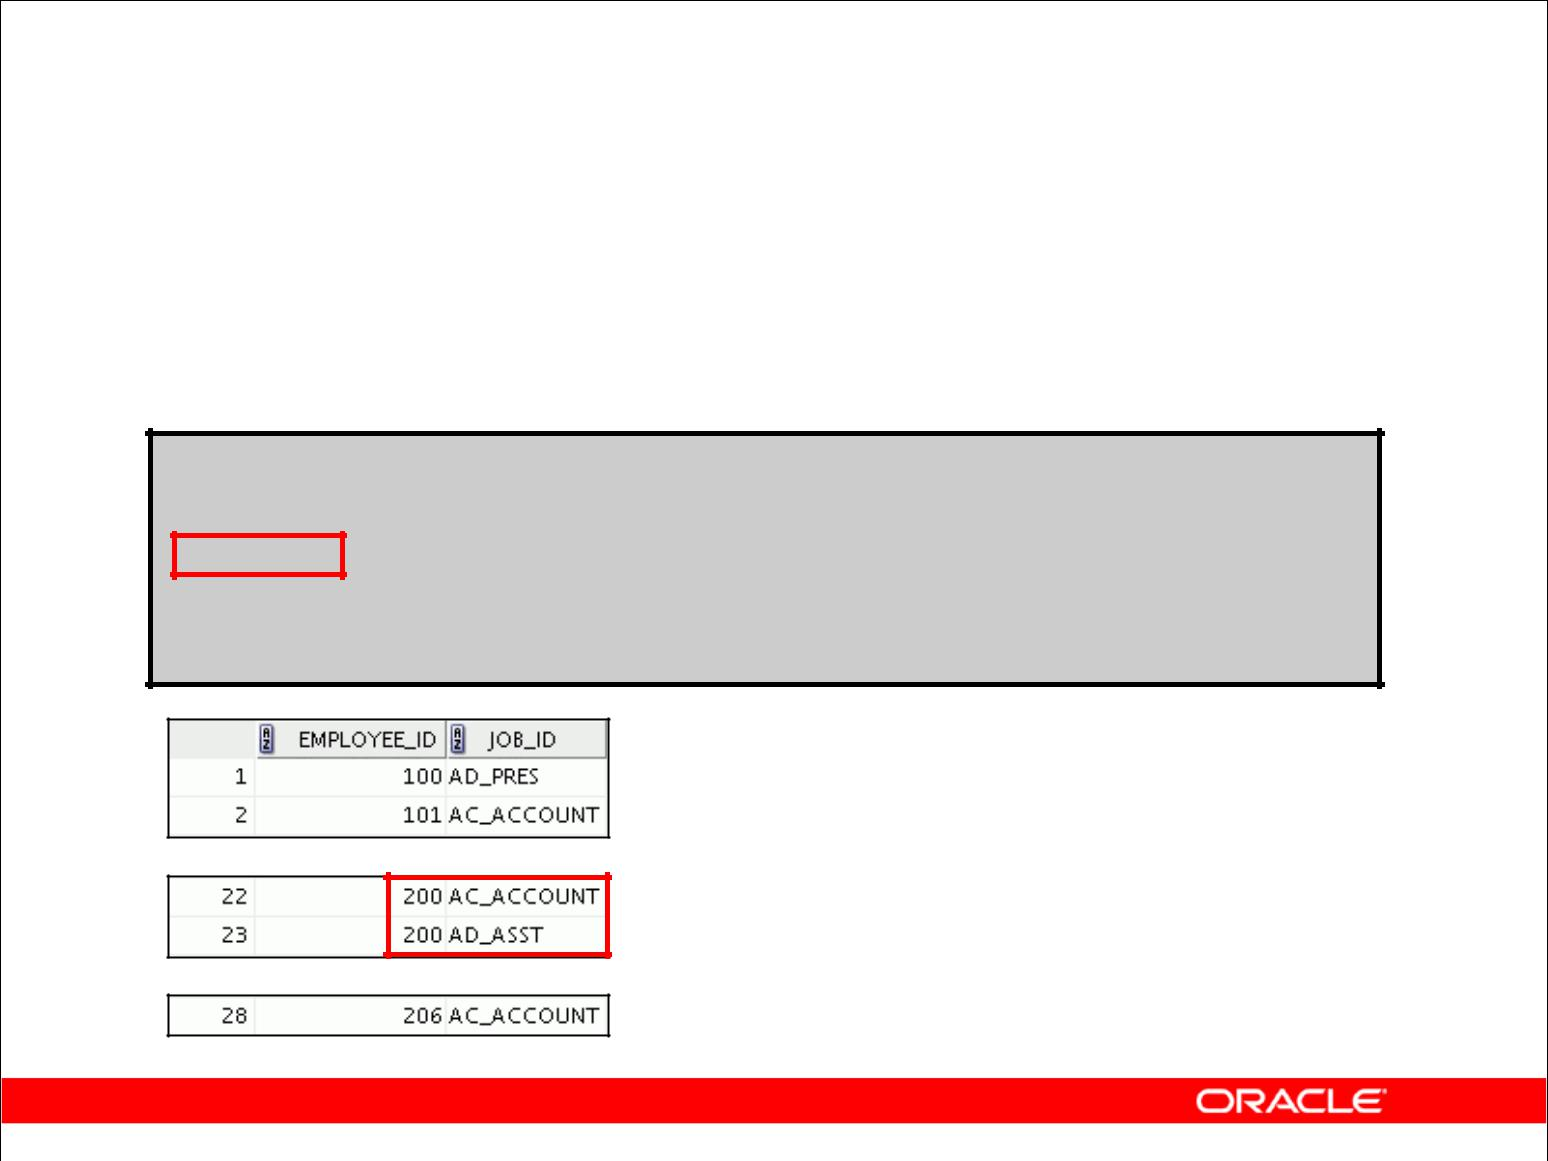 EMPLOYEE_ID JOB_ID
1 100 AD_PRES
2 101 AC_ACCOUNT
22 200 AC_ACCOUNT
23 200 AD_ASST
28 206 AC_ACCOUNT
ORACLE